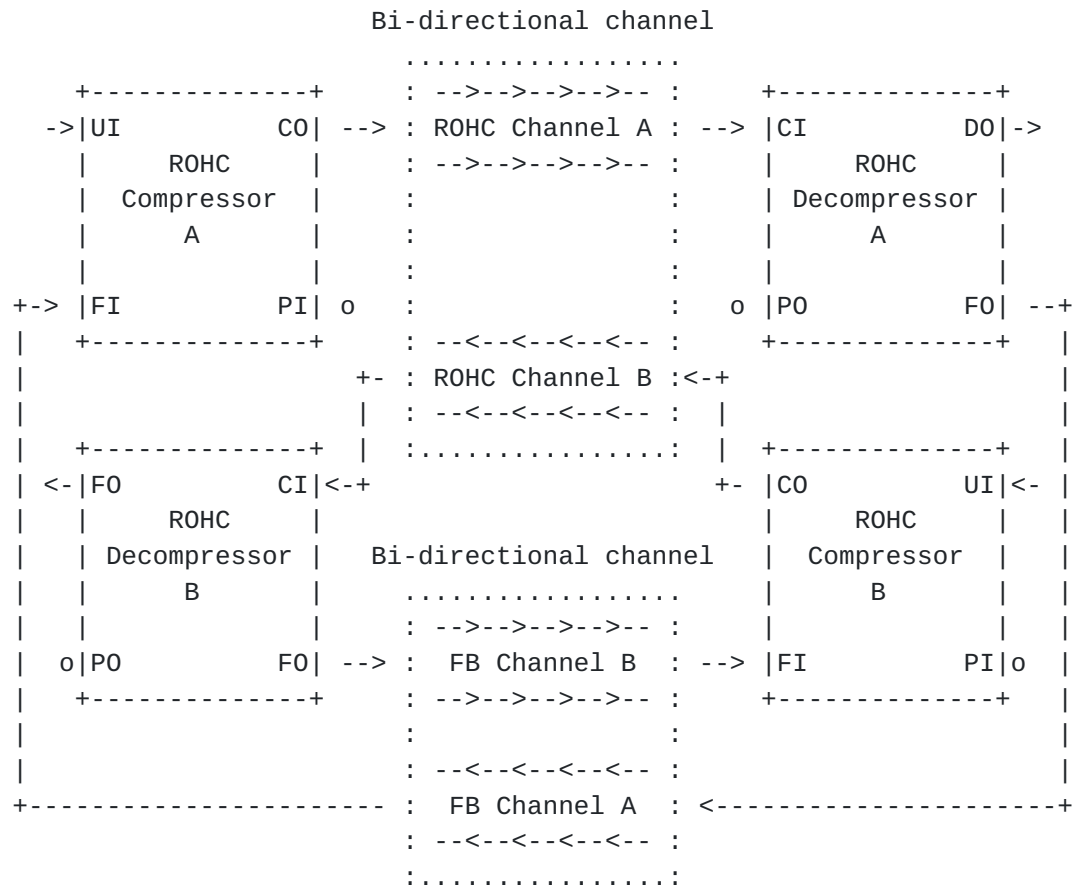 Bi-directional channel
..................
+--------------+ : -->-->-->-->-- : +--------------+
->|UI CO| --> : ROHC Channel A : --> |CI DO|->
| ROHC | : -->-->-->-->-- : | ROHC |
| Compressor | : : | Decompressor |
| A | : : | A |
| | : : | |
+-> |FI PI| o : : o |PO FO| --+
| +--------------+ : --<--<--<--<-- : +--------------+ |
| +- : ROHC Channel B :<-+ |
| | : --<--<--<--<-- : | |
| +--------------+ | :................: | +--------------+ |
| <-|FO CI|<-+ +- |CO UI|<- |
| | ROHC | | ROHC | |
| | Decompressor | Bi-directional channel | Compressor | |
| | B | .................. | B | |
| | | : -->-->-->-->-- : | | |
| o|PO FO| --> : FB Channel B : --> |FI PI|o |
| +--------------+ : -->-->-->-->-- : +--------------+ |
| : : |
| : --<--<--<--<-- : |
+----------------------- : FB Channel A : <----------------------+
: --<--<--<--<-- :
:................: